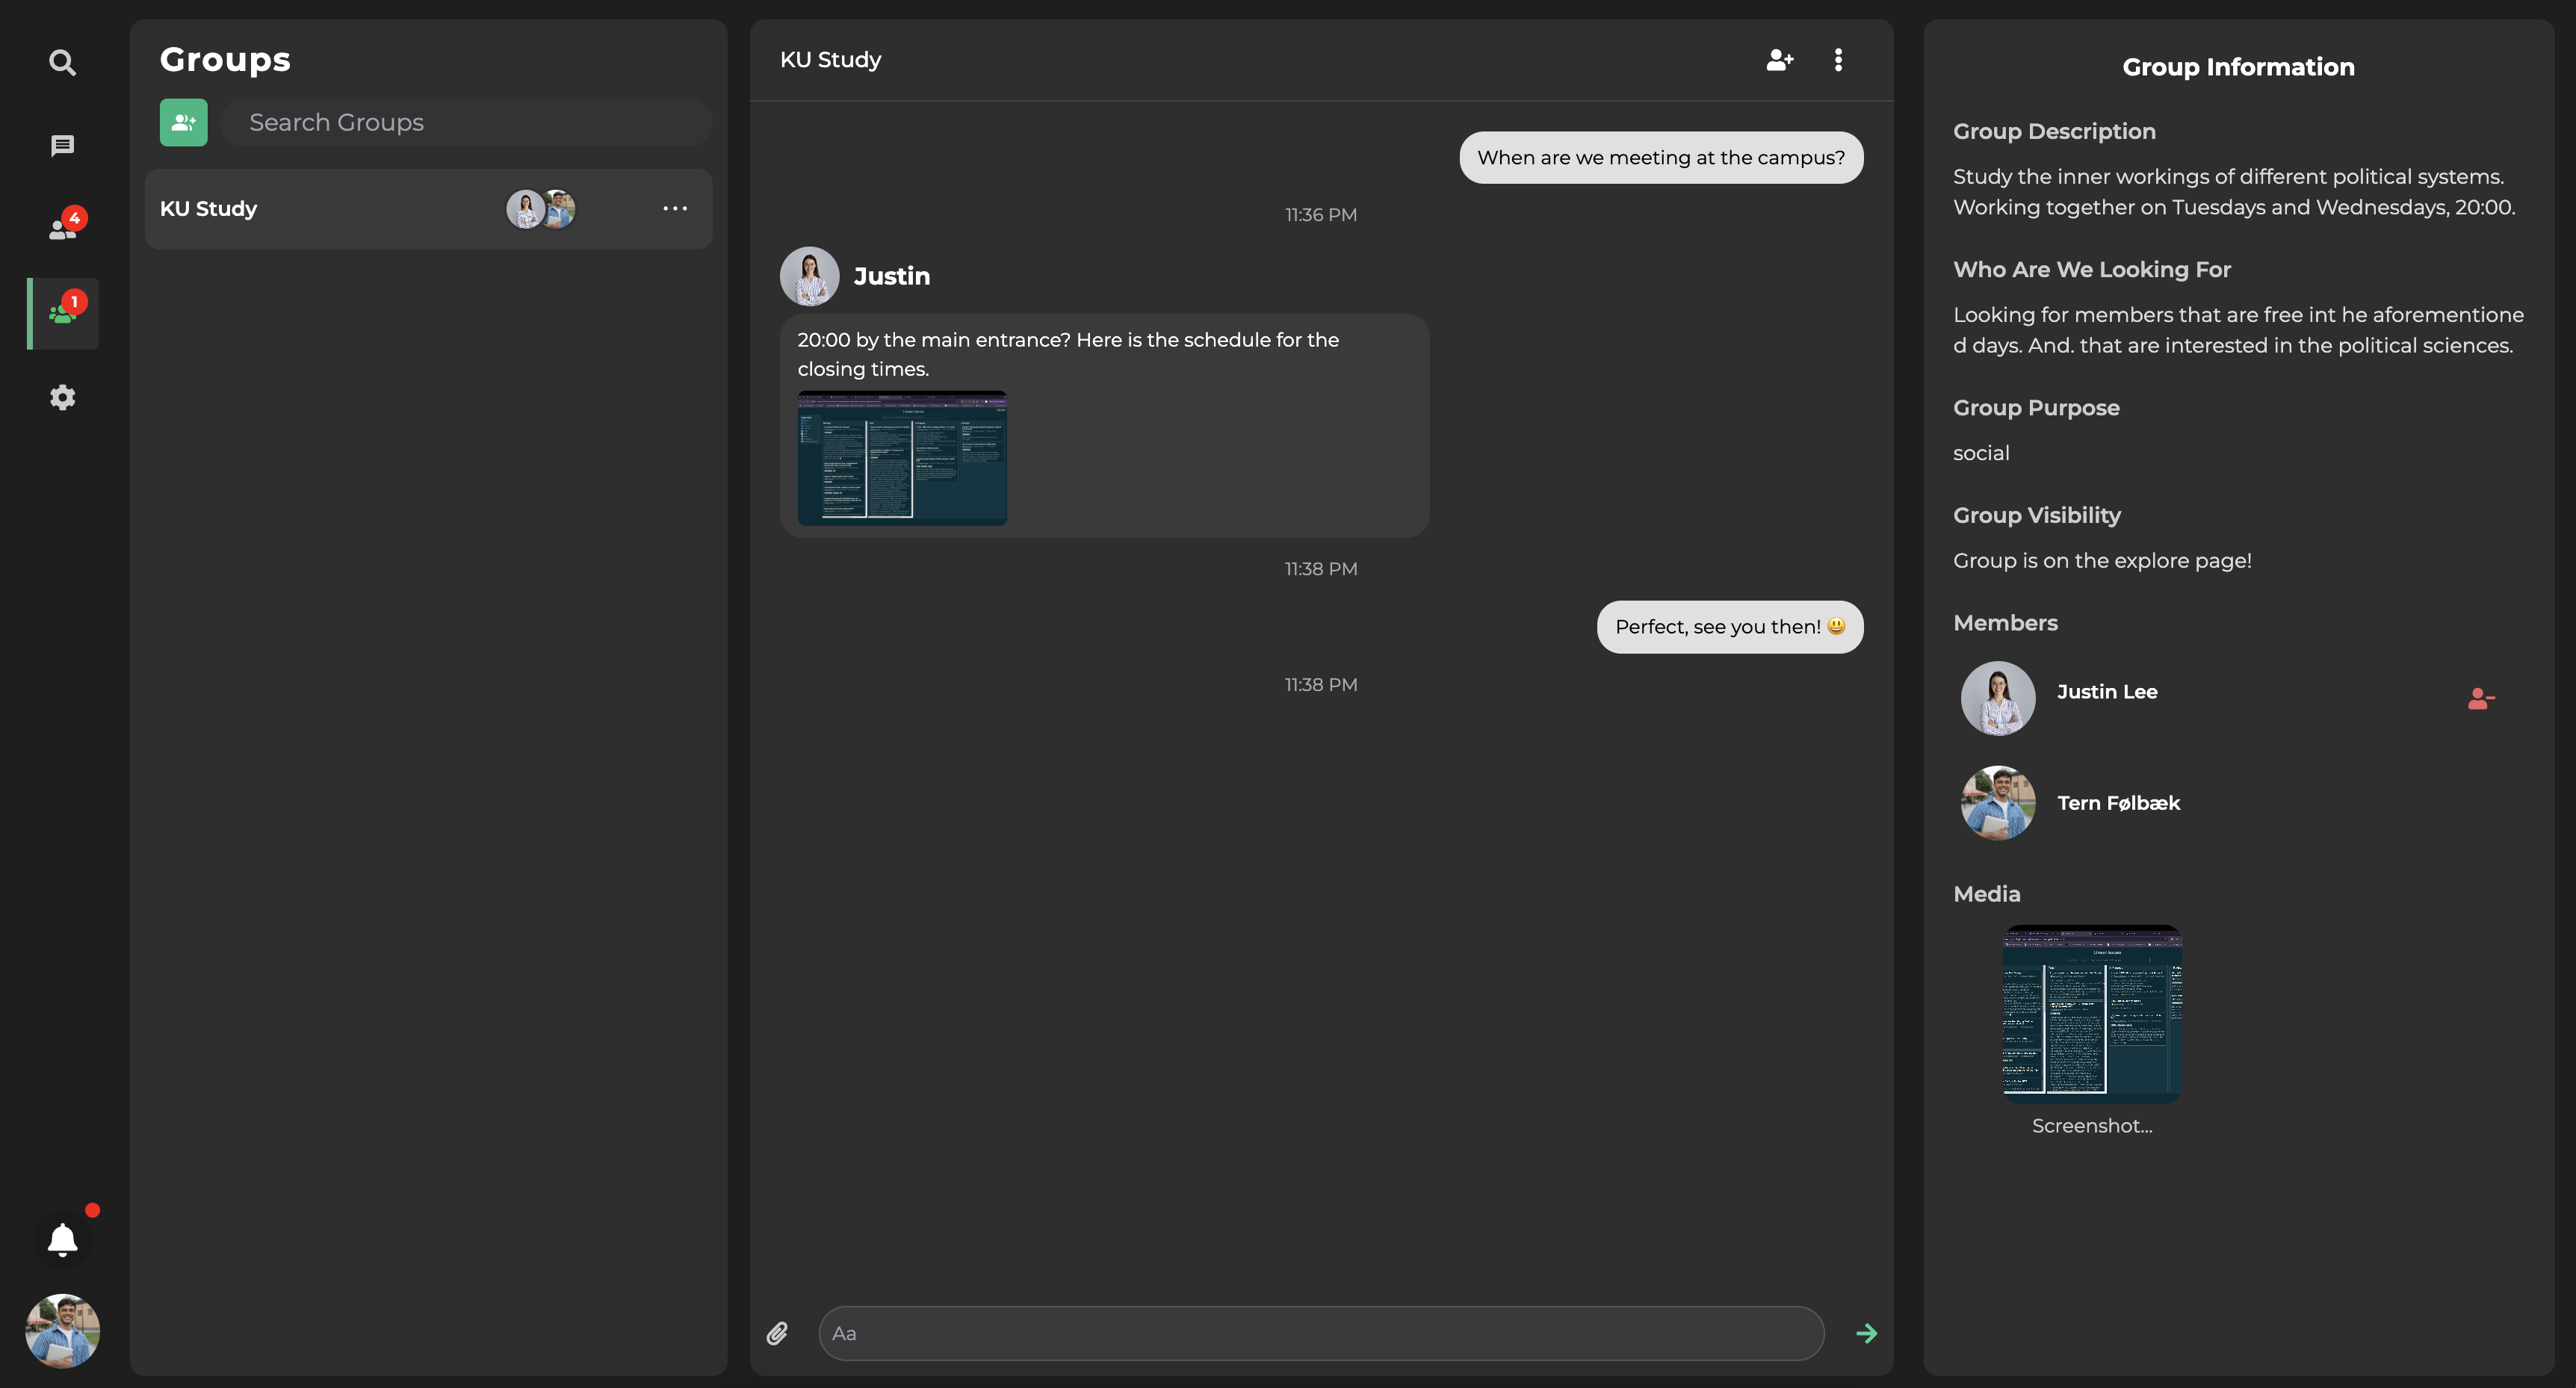 Groups
Search Groups
KU Study
4
1
KU Study
When are we meeting at the campus?
11:36 PM
Justin
20:00 by the main entrance? Here is the schedule for the
closing times.
11:38 PM
Perfect, see you then! 😃
11:38 PM
Aa
Group Information
Group Description
Study the inner workings of different political systems.
Working together on Tuesdays and Wednesdays, 20:00.
Who Are We Looking For
Looking for members that are free int he aforementione
d days. And. that are interested in the political sciences.
Group Purpose
social
Group Visibility
Group is on the explore page!
Members
Justin Lee
Tern Følbæk
Media
Linear Issues
Screenshot...